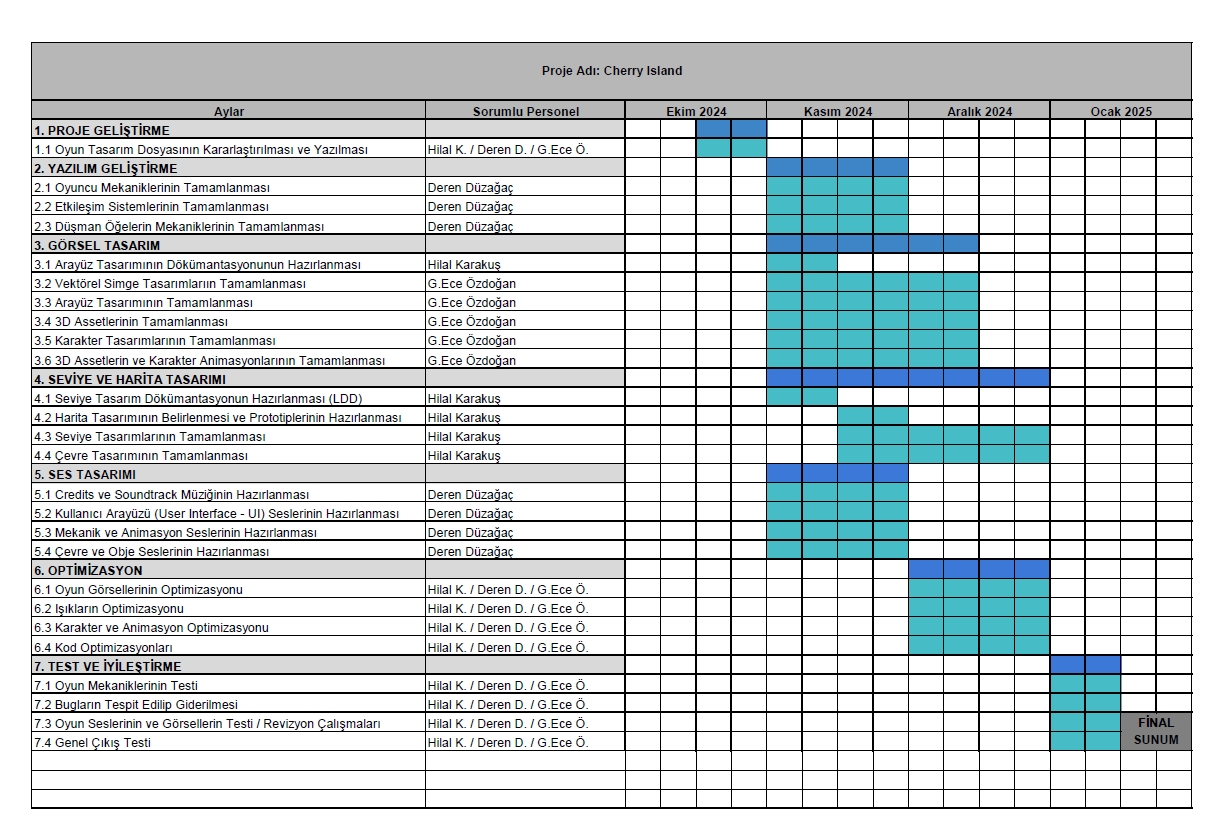 Proje Adı: Cherry Island
Aylar Sorumlu Personel Ekim 2024 Kasım 2024 Aralık 2024 Ocak 2025
1. PROJE GELİŞTİRME
1.1 Oyun Tasarım Dosyasının Kararlaştırılması ve Yazılması Hilal K. / Deren D. / G.Ece Ö.
2. YAZILIM GELİŞTİRME
2.1 Oyuncu Mekaniklerinin Tamamlanması Deren Düzağaç
2.2 Etkileşim Sistemlerinin Tamamlanması Deren Düzağaç
2.3 Düşman Öğelerin Mekaniklerinin Tamamlanması Deren Düzağaç
3. GÖRSEL TASARIM
3.1 Arayüz Tasarımının Dökümantasyonunun Hazırlanması Hilal Karakuş
3.2 Vektörel Simge Tasarımlarıın Tamamlanması G.Ece Özdoğan
3.3 Arayüz Tasarımının Tamamlanması G.Ece Özdoğan
3.4 3D Assetlerinin Tamamlanması G.Ece Özdoğan
3.5 Karakter Tasarımlarının Tamamlanması G.Ece Özdoğan
3.6 3D Assetlerin ve Karakter Animasyonlarının Tamamlanması G.Ece Özdoğan
4. SEVİYE VE HARİTA TASARIMI
4.1 Seviye Tasarım Dökümantasyonun Hazırlanması (LDD) Hilal Karakuş
4.2 Harita Tasarımının Belirlenmesi ve Prototiplerinin Hazırlanması Hilal Karakuş
4.3 Seviye Tasarımlarının Tamamlanması Hilal Karakuş
4.4 Çevre Tasarımının Tamamlanması Hilal Karakuş
5. SES TASARIMI
5.1 Credits ve Soundtrack Müziğinin Hazırlanması Deren Düzağaç
5.2 Kullanıcı Arayüzü (User Interface - UI) Seslerinin Hazırlanması Deren Düzağaç
5.3 Mekanik ve Animasyon Seslerinin Hazırlanması Deren Düzağaç
5.4 Çevre ve Obje Seslerinin Hazırlanması Deren Düzağaç
6. OPTİMİZASYON
6.1 Oyun Görsellerinin Optimizasyonu Hilal K. / Deren D. / G.Ece Ö.
6.2 Işıkların Optimizasyonu Hilal K. / Deren D. / G.Ece Ö.
6.3 Karakter ve Animasyon Optimizasyonu Hilal K. / Deren D. / G.Ece Ö.
6.4 Kod Optimizasyonları Hilal K. / Deren D. / G.Ece Ö.
7. TEST VE İYİLEŞTİRME
7.1 Oyun Mekaniklerinin Testi Hilal K. / Deren D. / G.Ece Ö.
7.2 Bugların Tespit Edilip Giderilmesi Hilal K. / Deren D. / G.Ece Ö.
7.3 Oyun Seslerinin ve Görsellerin Testi / Revizyon Çalışmaları Hilal K. / Deren D. / G.Ece Ö. FİNAL
7.4 Genel Çıkış Testi Hilal K. / Deren D. / G.Ece Ö. SUNUM